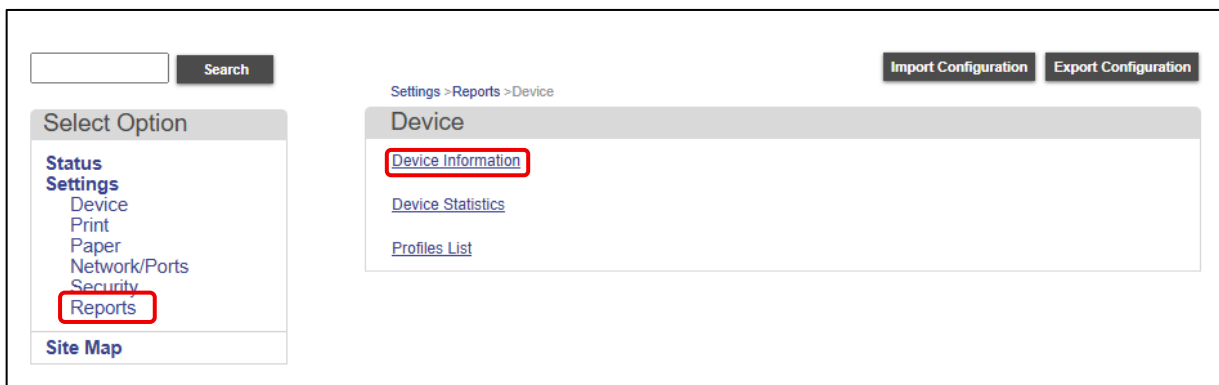 Search
Import Configuration
Export Configuration
Settings >Reports >Device
Select Option
Status
Settings
Device
Print
Paper
Network/Ports
Security
Reports
Site Map
Device
Device Information
Device Statistics
Profiles List